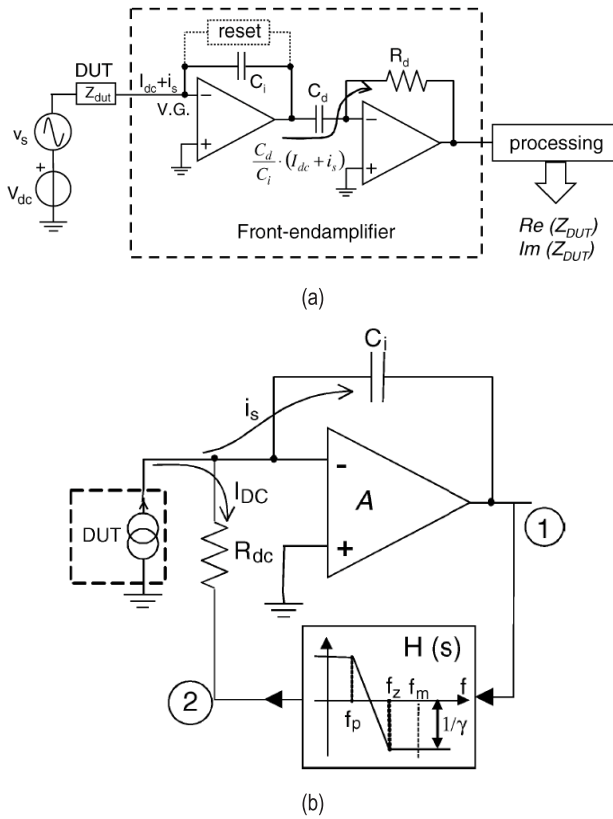 reset
DUT
Z_dut
I_dc+i_s
C_i
V.G.
−
+
C_d
R_d
−
+
v_s
+
V_dc
C_d/C_i · (I_dc + i_s)
processing
Front-endamplifier
Re (Z_DUT)
Im (Z_DUT)
(a)
C_i
i_s
I_DC
DUT
R_dc
-
A
+
1
H (s)
f_z f_m f
f_p
1/γ
2
(b)